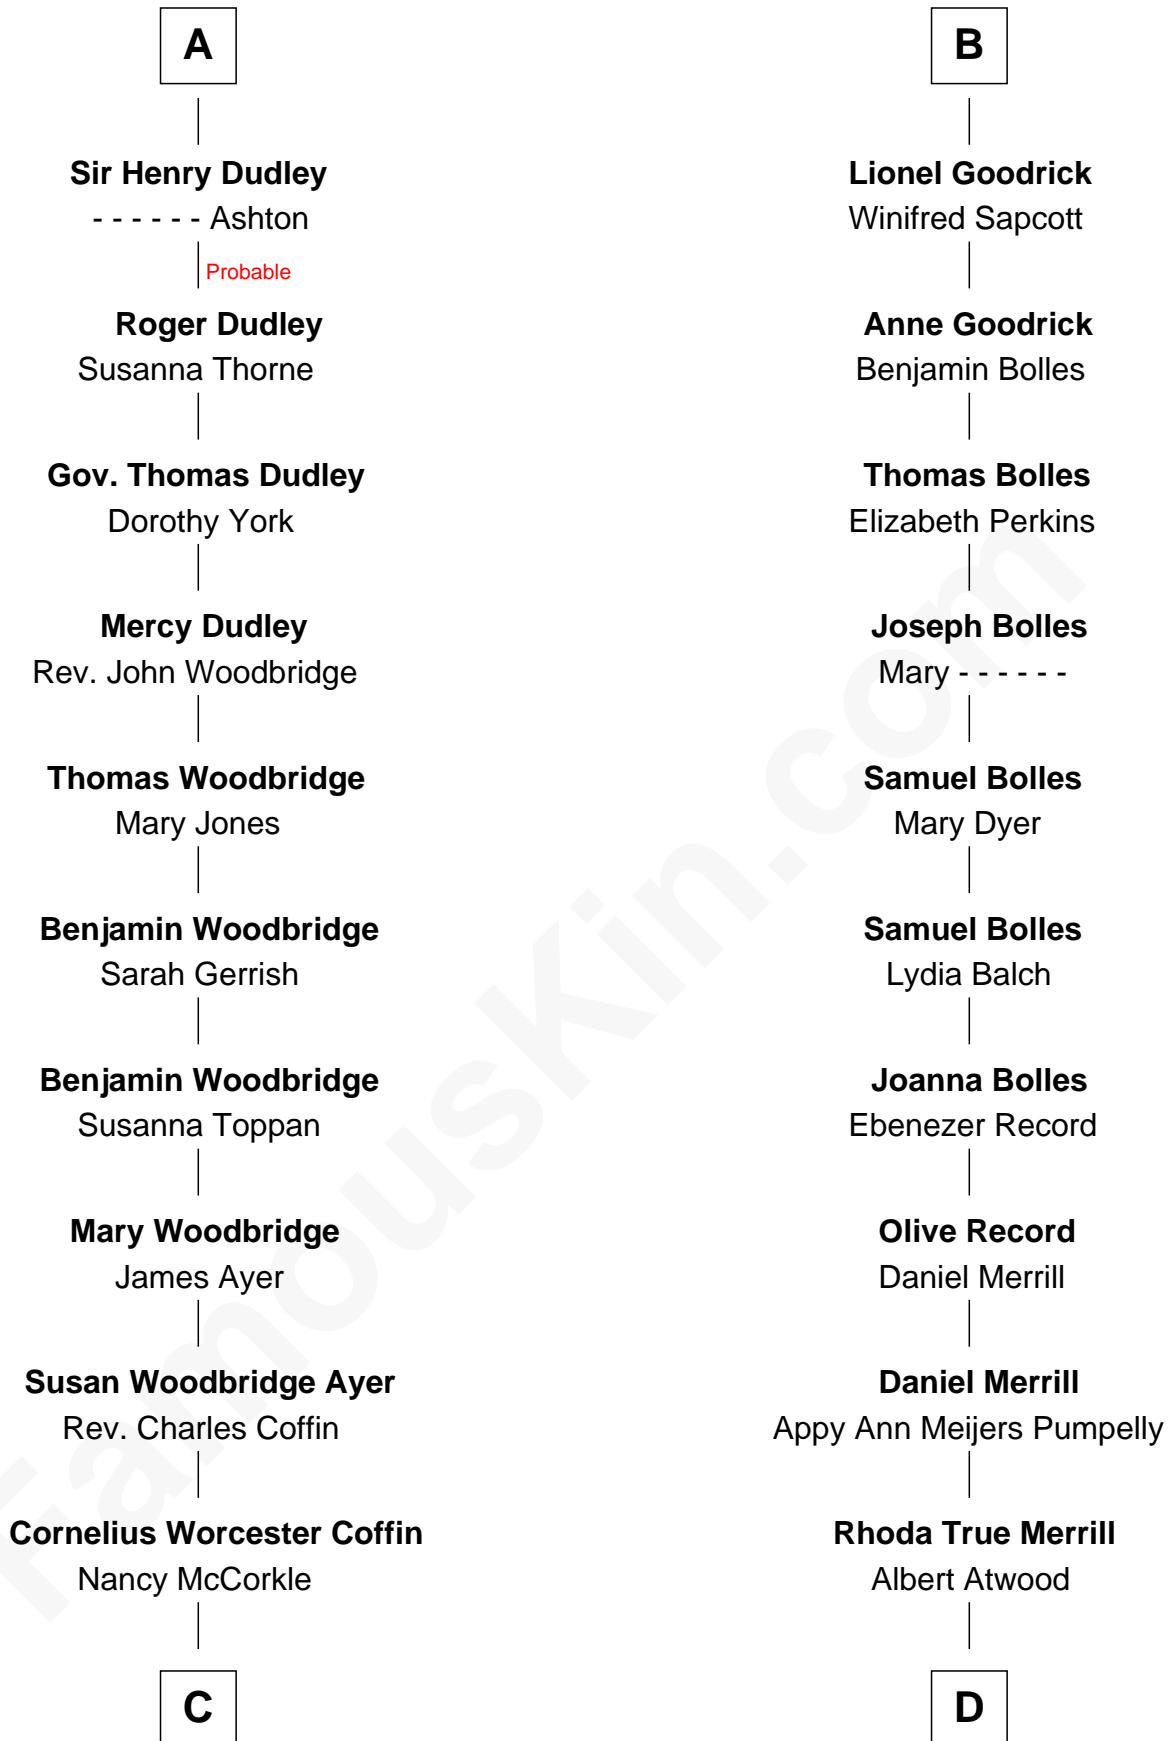 A
Sir Henry Dudley
- - - - - - Ashton
Probable
Roger Dudley
Susanna Thorne
Gov. Thomas Dudley
Dorothy York
Mercy Dudley
Rev. John Woodbridge
Thomas Woodbridge
Mary Jones
Benjamin Woodbridge
Sarah Gerrish
Benjamin Woodbridge
Susanna Toppan
Mary Woodbridge
James Ayer
Susan Woodbridge Ayer
Rev. Charles Coffin
Cornelius Worcester Coffin
Nancy McCorkle
C
B
Lionel Goodrick
Winifred Sapcott
Anne Goodrick
Benjamin Bolles
Thomas Bolles
Elizabeth Perkins
Joseph Bolles
Mary - - - - - -
Samuel Bolles
Mary Dyer
Samuel Bolles
Lydia Balch
Joanna Bolles
Ebenezer Record
Olive Record
Daniel Merrill
Daniel Merrill
Appy Ann Meijers Pumpelly
Rhoda True Merrill
Albert Atwood
D
FamousKin.com